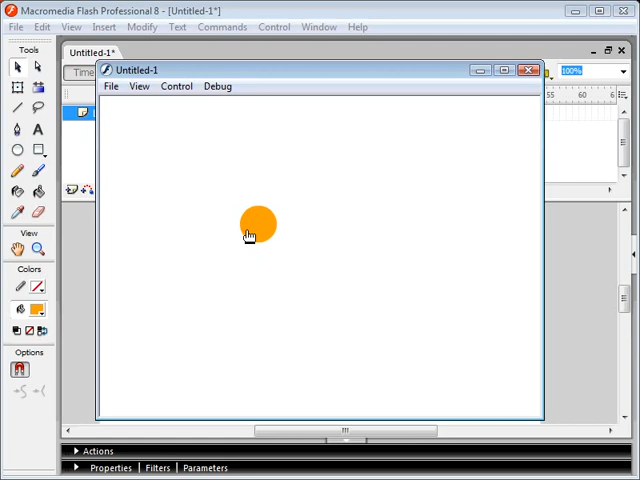 Macromedia Flash Professional 8 - [Untitled-1*]
File Edit View Insert Modify Text Commands Control Window Help
Tools
Untitled-1*
Time
100%
Untitled-1
File View Control Debug
55 60
A
View
Colors
Options
Actions
Properties Filters Parameters